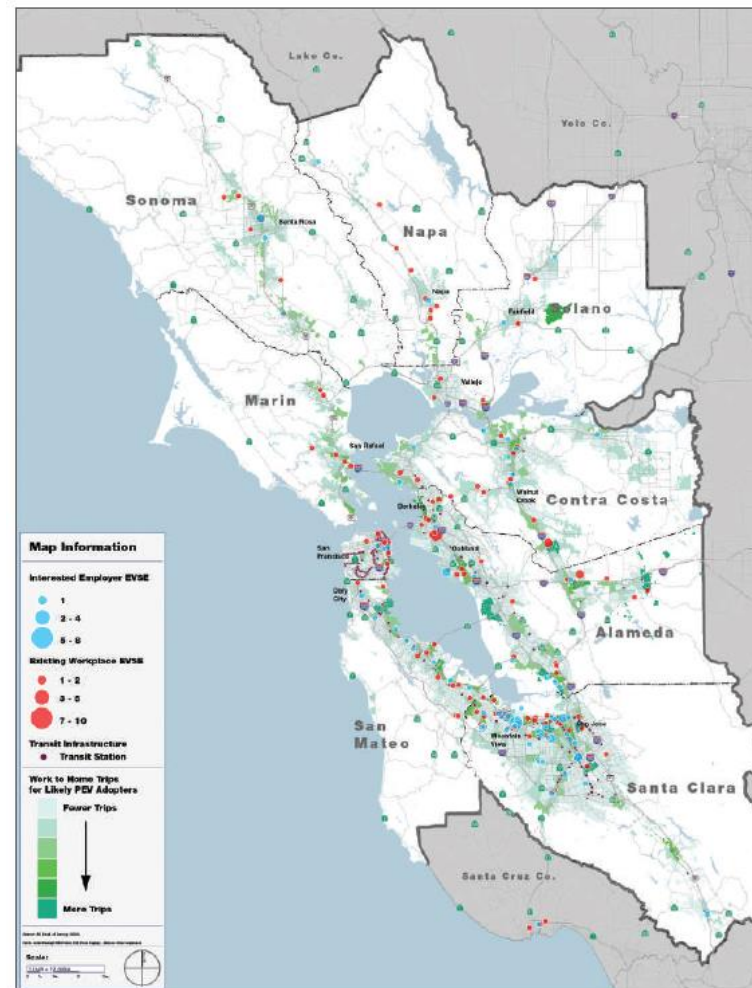 Lake Co.
Yolo Co.
Sonoma
Santa Rosa
Napa
Napa
Fairfield
Solano
Vallejo
Marin
San Rafael
Walnut
Creek
Contra Costa
Berkeley
San
Francisco
Oakland
Daly
City
Alameda
San
Mateo
Mountain
View
San Jose
Santa Clara
Santa Cruz Co.
Map Information
Interested Employer EVSE
1
2 - 4
5 - 8
Existing Workplace EVSE
1 - 2
3 - 5
7 - 10
Transit Infrastructure
Transit Station
Work to Home Trips
for Likely PEV Adopters
Fewer Trips
More Trips
Scale: